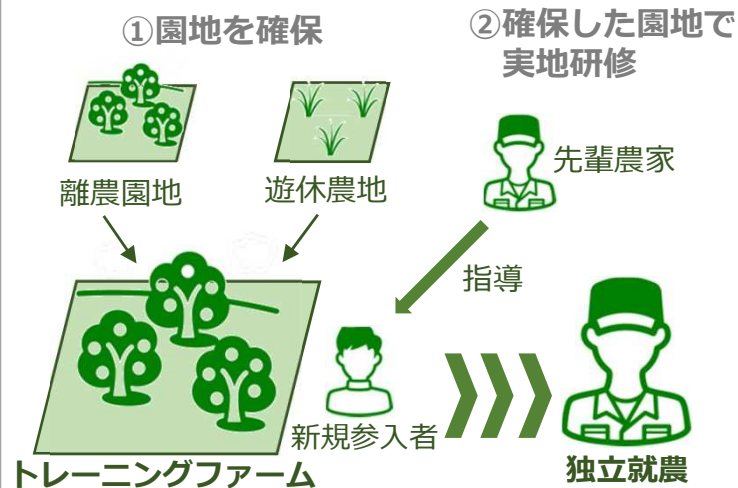 ①園地を確保
②確保した園地で
実地研修
離農園地
遊休農地
先輩農家
指導
新規参入者
トレーニングファーム
独立就農